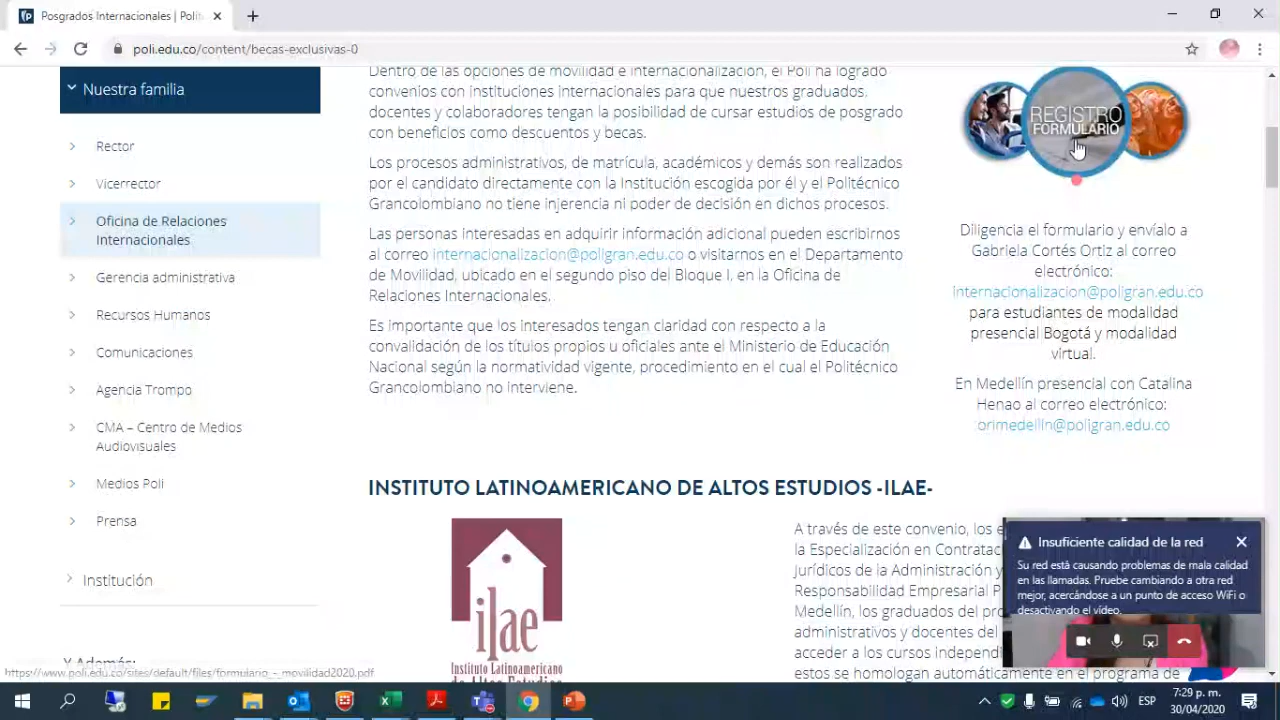 Posgrados Internacionales | Polit
poli.edu.co/content/becas-exclusivas-0
Nuestra familia
Rector
Vicerrector
Oficina de Relaciones
Internacionales
Gerencia administrativa
Recursos Humanos
Comunicaciones
Agencia Trompo
CMA – Centro de Medios
Audiovisuales
Medios Poli
Prensa
Institución
Y Además:
Dentro de las opciones de movilidad e internacionalización, el Poli ha logrado
convenios con instituciones internacionales para que nuestros graduados,
docentes y colaboradores tengan la posibilidad de cursar estudios de posgrado
con beneficios como descuentos y becas.
Los procesos administrativos, de matrícula, académicos y demás son realizados
por el candidato directamente con la Institución escogida por él y el Politécnico
Grancolombiano no tiene injerencia ni poder de decisión en dichos procesos.
Las personas interesadas en adquirir información adicional pueden escribirnos
al correo internacionalizacion@poligran.edu.co o visitarnos en el Departamento
de Movilidad, ubicado en el segundo piso del Bloque I, en la Oficina de
Relaciones Internacionales.
Es importante que los interesados tengan claridad con respecto a la
convalidación de los títulos propios u oficiales ante el Ministerio de Educación
Nacional según la normatividad vigente, procedimiento en el cual el Politécnico
Grancolombiano no Interviene.
REGISTRO
FORMULARIO
Diligencia el formulario y envíalo a
Gabriela Cortés Ortiz al correo
electrónico:
internacionalizacion@poligran.edu.co
para estudiantes de modalidad
presencial Bogotá y modalidad
virtual.
En Medellín presencial con Catalina
Henao al correo electrónico:
orimedellin@poligran.edu.co
INSTITUTO LATINOAMERICANO DE ALTOS ESTUDIOS -ILAE-
ilae
Instituto Latinoamericano
de Altos Estudios
A través de este convenio, los e
la Especialización en Contratac
jurídicos de la Administración y
Responsabilidad Empresarial P
Medellín, los graduados del pro
administrativos y docentes del
acceder a los cursos independi
estos se homologan automáticamente en el programa de
Insuficiente calidad de la red
Su red está causando problemas de mala calidad
en las llamadas. Pruebe cambiando a otra red
mejor, acercándose a un punto de acceso WiFi o
desactivando el vídeo.
https://www.poli.edu.co/sites/default/files/formulario_-_movilidad2020.pdf
ESP
7:29 p. m.
30/04/2020